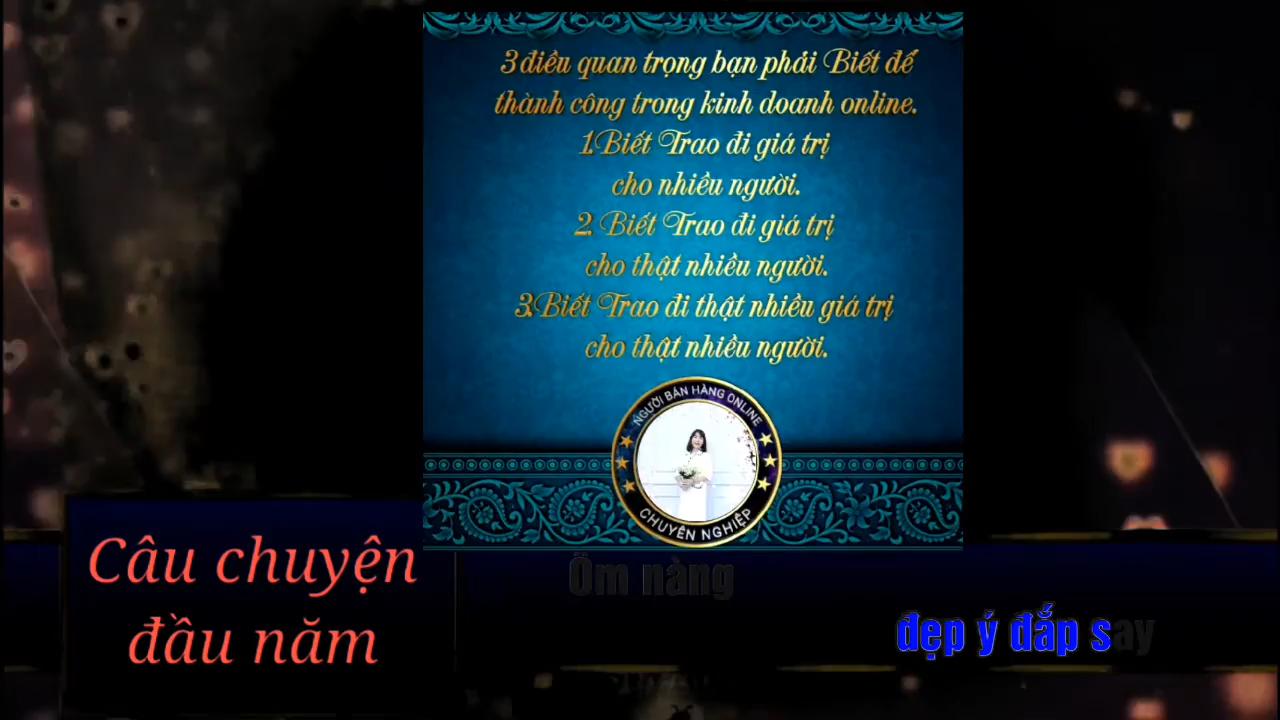 3 điều quan trọng bạn phải Biết để
thành công trong kinh doanh online.
1. Biết Trao đi giá trị
cho nhiều người.
2. Biết Trao đi giá trị
cho thật nhiều người.
3. Biết Trao đi thật nhiều giá trị
cho thật nhiều người.
NGƯỜI BÁN HÀNG ONLINE
CHUYÊN NGHIỆP
Câu chuyện
đầu năm
Ôm nàng
đẹp ý đắp say